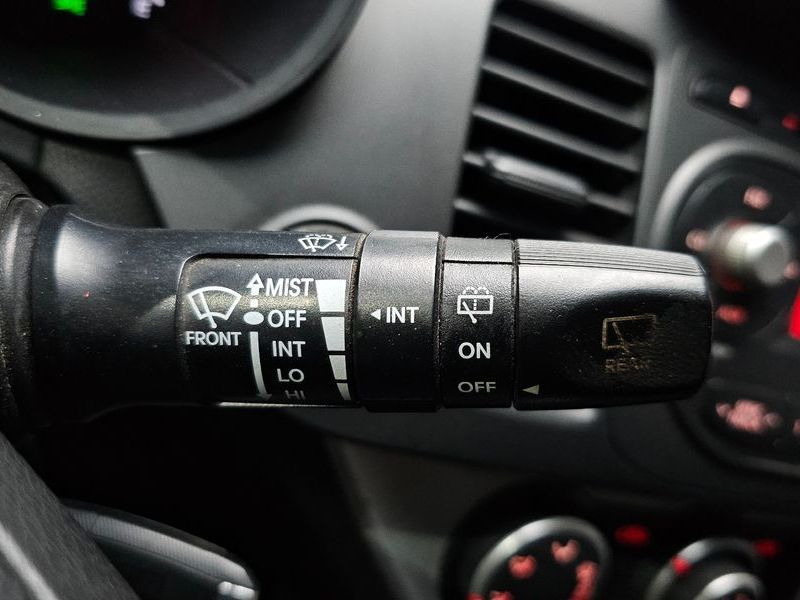 MIST
OFF
INT
LO
HI
FRONT
INT
ON
OFF
REAR